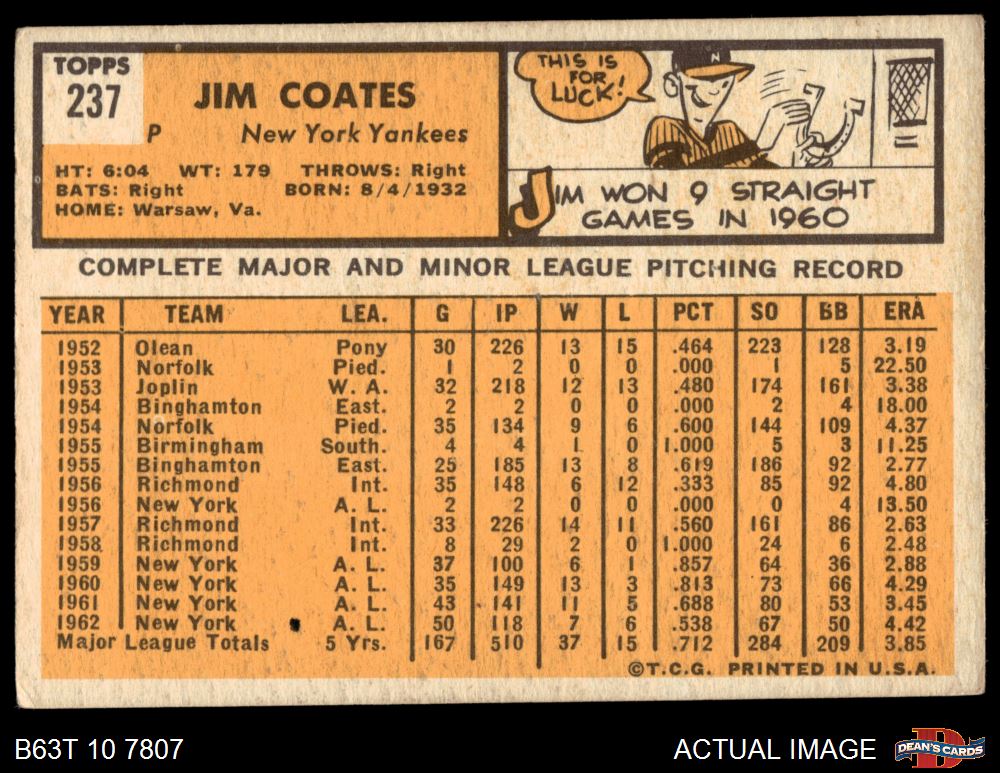 TOPPS
237
JIM COATES
P New York Yankees
HT: 6:04 WT: 179 THROWS: Right
BATS: Right BORN: 8/4/1932
HOME: Warsaw, Va.
THIS IS
FOR
LUCK!
N
JIM WON 9 STRAIGHT
GAMES IN 1960
COMPLETE MAJOR AND MINOR LEAGUE PITCHING RECORD
YEAR TEAM LEA. G IP W L PCT SO BB ERA
1952 Olean Pony 30 226 13 15 .464 223 128 3.19
1953 Norfolk Pied. 1 2 0 0 .000 1 5 22.50
1953 Joplin W. A. 32 218 12 13 .480 174 161 3.38
1954 Binghamton East. 2 2 0 0 .000 2 4 18.00
1954 Norfolk Pied. 35 134 9 6 .600 144 109 4.37
1955 Birmingham South. 4 4 1 0 1.000 5 3 11.25
1955 Binghamton East. 25 185 13 8 .619 186 92 2.77
1956 Richmond Int. 35 148 6 12 .333 85 92 4.80
1956 New York A. L. 2 2 0 0 .000 0 4 13.50
1957 Richmond Int. 33 226 14 11 .560 161 86 2.63
1958 Richmond Int. 8 29 2 0 1.000 24 6 2.48
1959 New York A. L. 37 100 6 1 .857 64 36 2.88
1960 New York A. L. 35 149 13 3 .813 73 66 4.29
1961 New York A. L. 43 141 11 5 .688 80 53 3.45
1962 New York A. L. 50 118 7 6 .538 67 50 4.42
Major League Totals 5 Yrs. 167 510 37 15 .712 284 209 3.85
©T.C.G. PRINTED IN U.S.A.
B63T 10 7807
ACTUAL IMAGE
DEAN'S CARDS